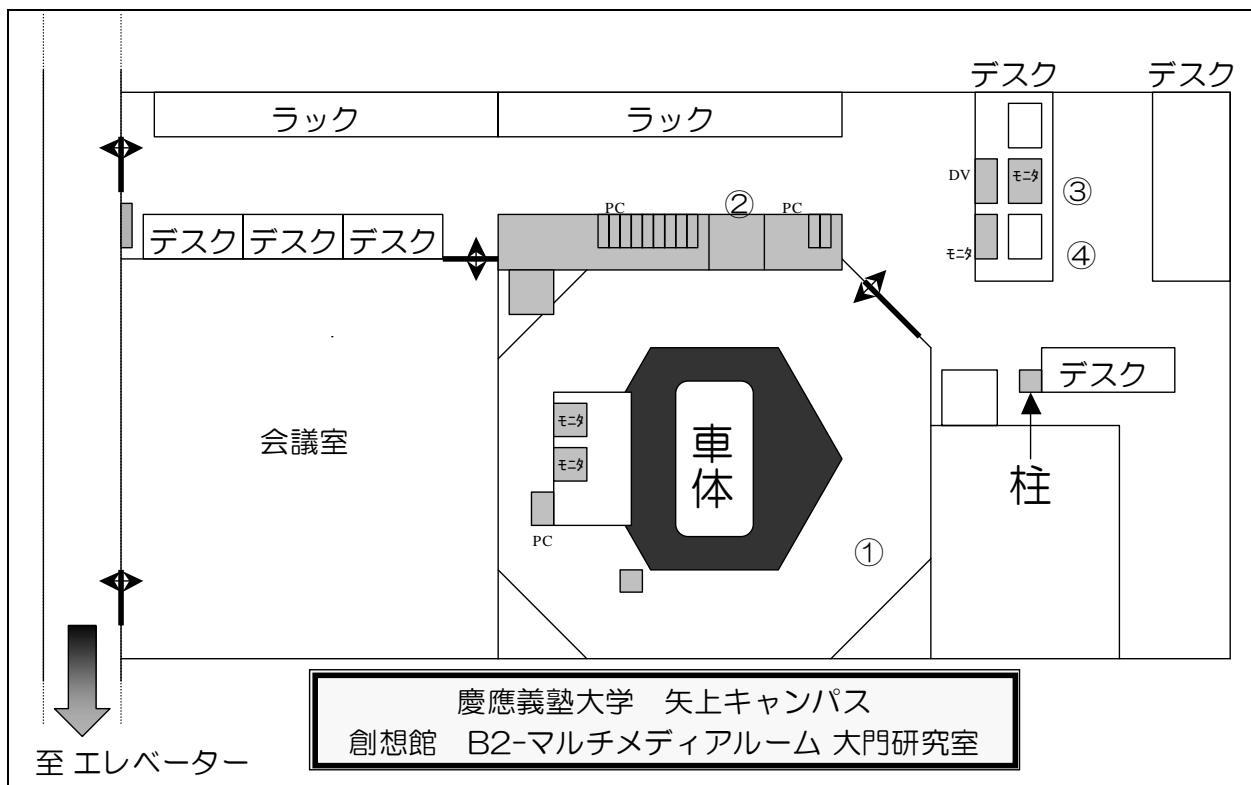 デスク
デスク
ラック
ラック
DV
モニタ
③
PC
②
PC
デスク
デスク
デスク
モニタ
④
デスク
モニタ
会議室
車体
モニタ
柱
PC
①
慶應義塾大学 矢上キャンパス
創想館 B2-マルチメディアルーム 大門研究室
至 エレベーター